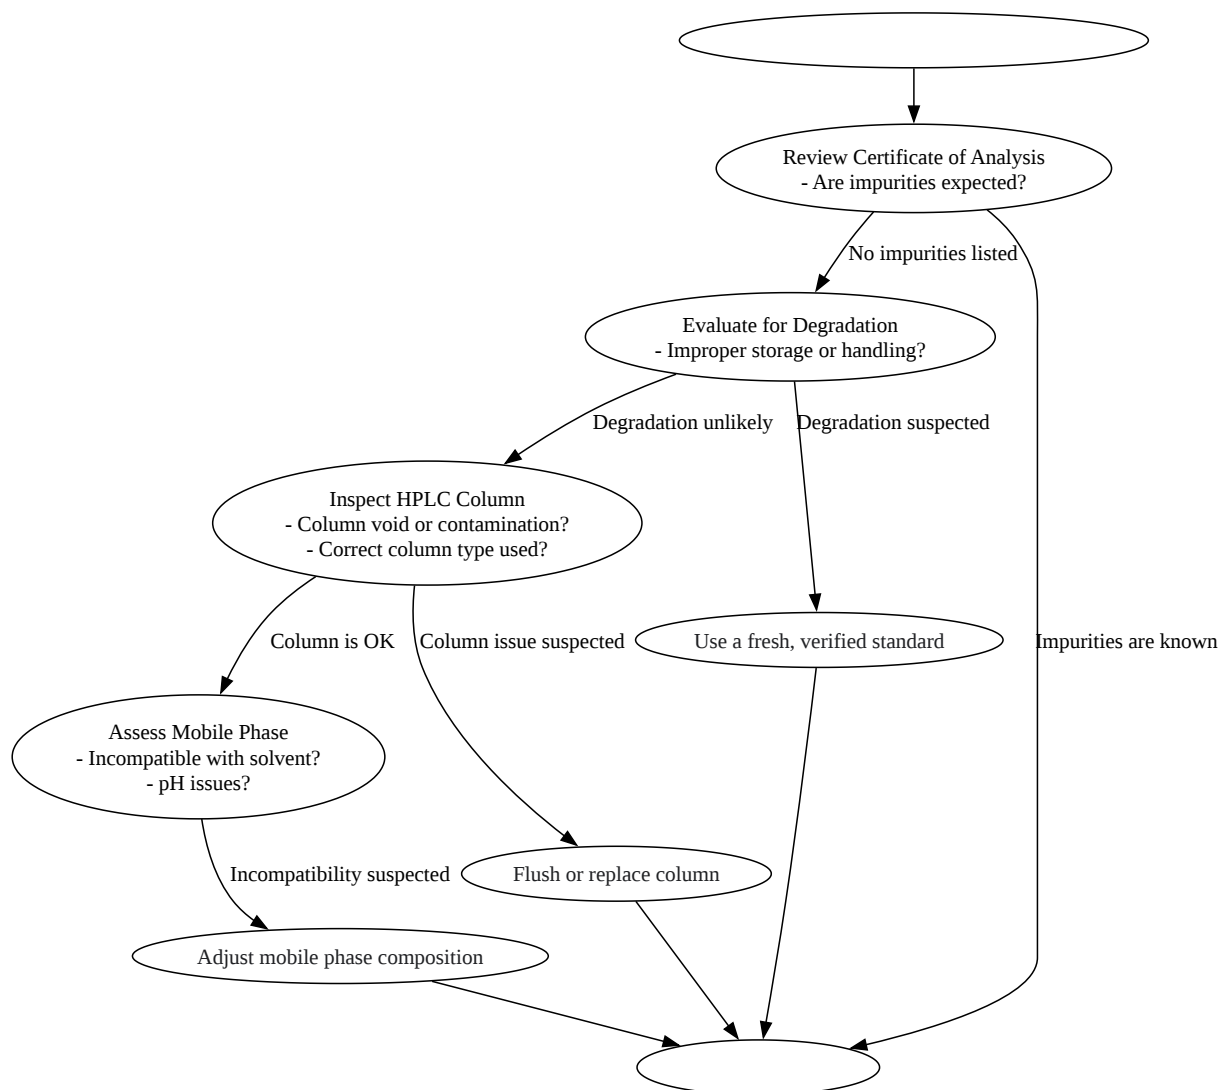 Review Certificate of Analysis
- Are impurities expected?
No impurities listed
Evaluate for Degradation
- Improper storage or handling?
Degradation unlikely
Degradation suspected
Inspect HPLC Column
- Column void or contamination?
- Correct column type used?
Column is OK
Column issue suspected
Use a fresh, verified standard
Impurities are known
Assess Mobile Phase
- Incompatible with solvent?
- pH issues?
Incompatibility suspected
Flush or replace column
Adjust mobile phase composition